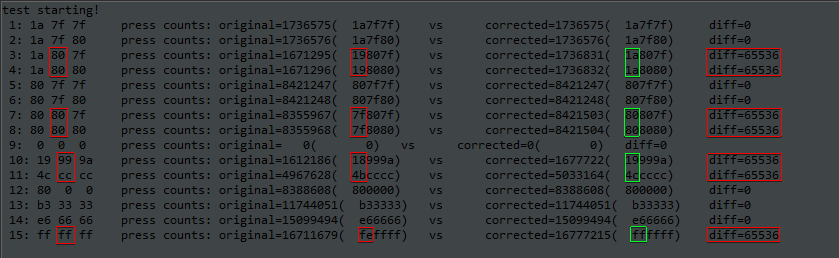 test starting!
1: 1a 7f 7f press counts: original=1736575( 1a7f7f) vs corrected=1736575( 1a7f7f) diff=0
2: 1a 7f 80 press counts: original=1736576( 1a7f80) vs corrected=1736576( 1a7f80) diff=0
3: 1a 80 7f press counts: original=1671295( 19807f) vs corrected=1736831( 1a807f) diff=65536
4: 1a 80 80 press counts: original=1671296( 198080) vs corrected=1736832( 1a8080) diff=65536
5: 80 7f 7f press counts: original=8421247( 807f7f) vs corrected=8421247( 807f7f) diff=0
6: 80 7f 80 press counts: original=8421248( 807f80) vs corrected=8421248( 807f80) diff=0
7: 80 80 7f press counts: original=8355967( 7f807f) vs corrected=8421503( 80807f) diff=65536
8: 80 80 80 press counts: original=8355968( 7f8080) vs corrected=8421504( 808080) diff=65536
9: 0 0 0 press counts: original= 0( 0) vs corrected=0( 0) diff=0
10: 19 99 9a press counts: original=1612186( 18999a) vs corrected=1677722( 19999a) diff=65536
11: 4c cc cc press counts: original=4967628( 4bcccc) vs corrected=5033164( 4ccccc) diff=65536
12: 80 0 0 press counts: original=8388608( 800000) vs corrected=8388608( 800000) diff=0
13: b3 33 33 press counts: original=11744051( b33333) vs corrected=11744051( b33333) diff=0
14: e6 66 66 press counts: original=15099494( e66666) vs corrected=15099494( e66666) diff=0
15: ff ff ff press counts: original=16711679( feffff) vs corrected=16777215( ffffff) diff=65536